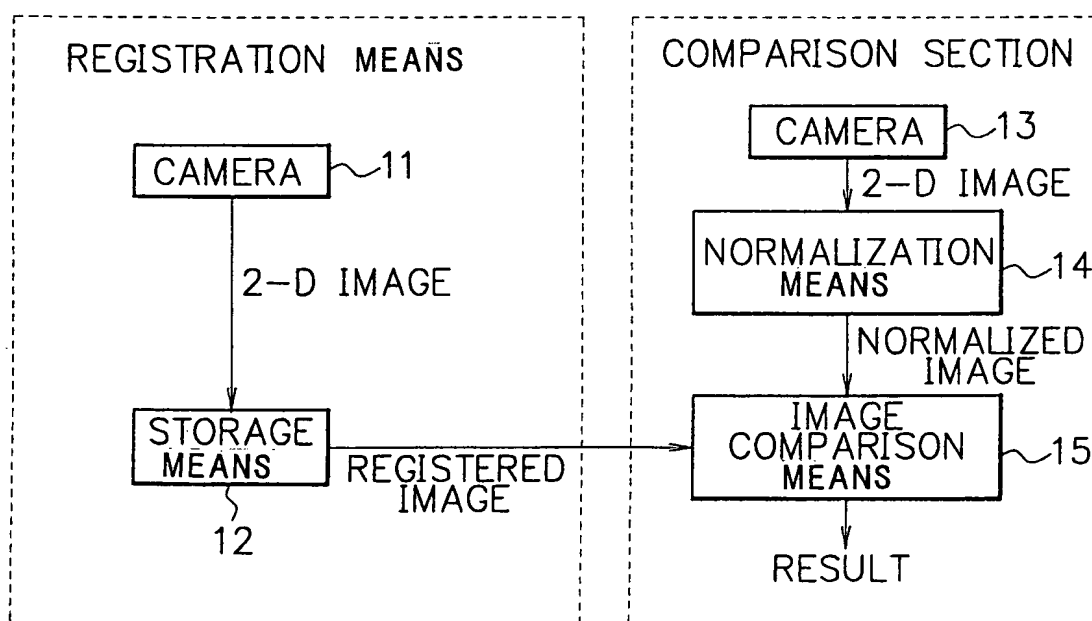 REGISTRATION MEANS
CAMERA
11
2-D IMAGE
STORAGE
MEANS
12
REGISTERED
IMAGE
COMPARISON SECTION
CAMERA
13
2-D IMAGE
NORMALIZATION
MEANS
14
NORMALIZED
IMAGE
IMAGE
COMPARISON
MEANS
15
RESULT